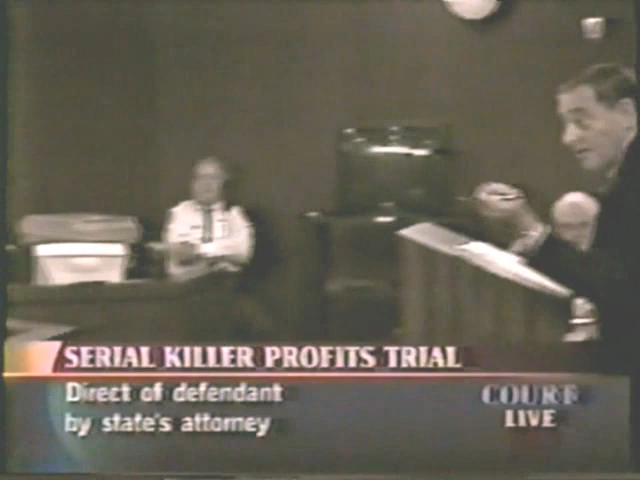 SERIAL KILLER PROFITS TRIAL
Direct of defendant
by state's attorney
COURT
LIVE